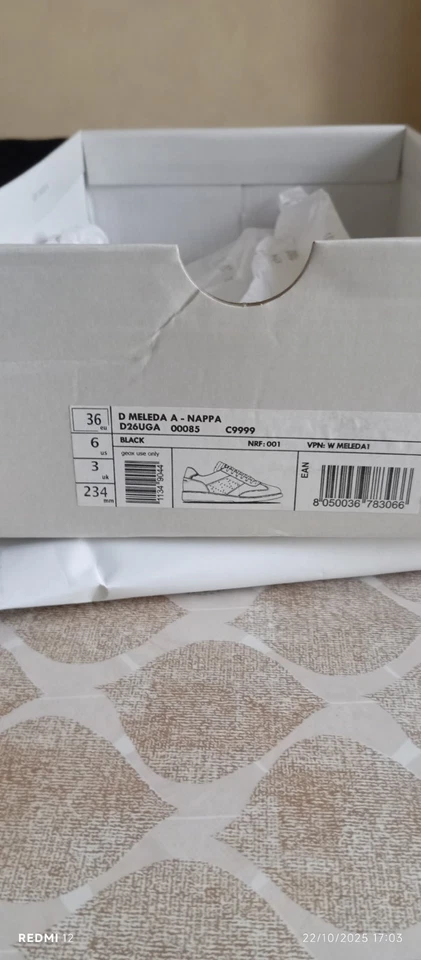 36 eu
D MELEDA A - NAPPA
D26UGA 00085 C9999
6 us
BLACK NRF: 001 VPN: W MELEDA1
geox use only
3 uk
234 mm
1134*9044
EAN
8 050036 783066
REDMI 12
22/10/2025 17:03